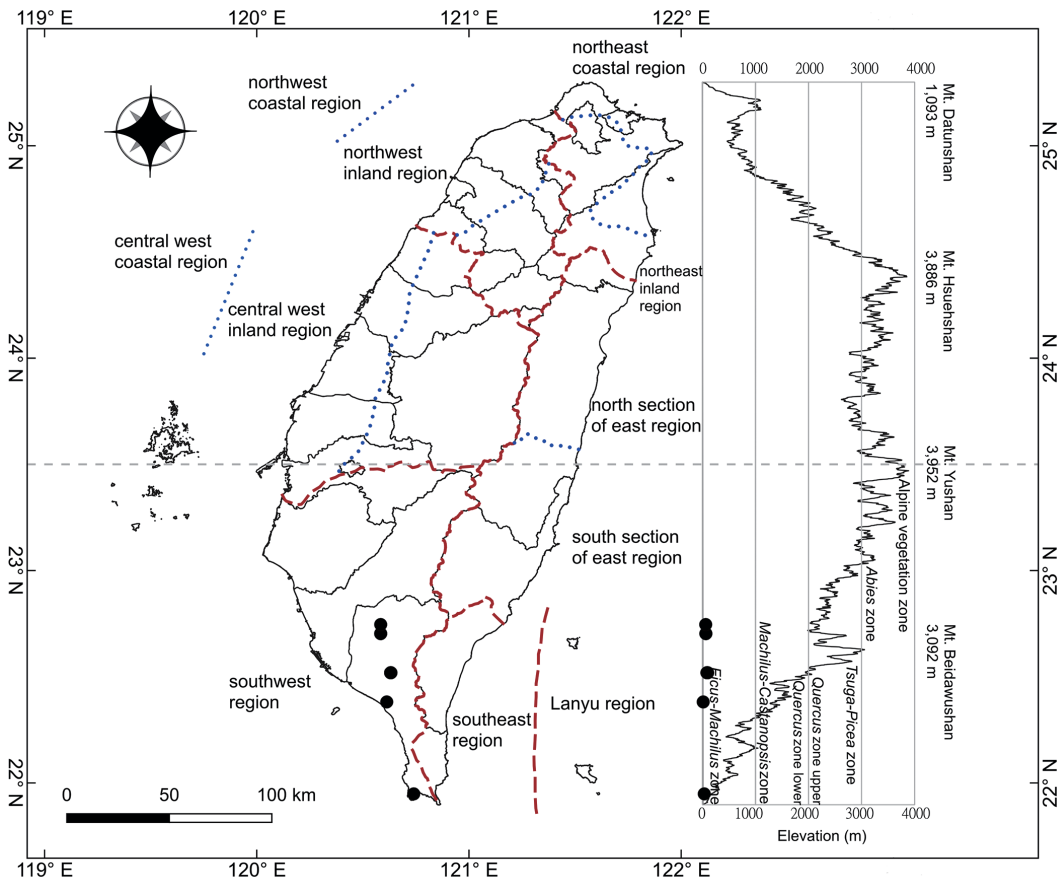 119° E
120° E
121° E
122° E
northeast
coastal region
northwest
coastal region
northwest
inland region
central west
coastal region
central west
inland region
northeast
inland
region
north section
of east region
south section
of east region
southwest
region
southeast
region
Lanyu region
25° N
24° N
23° N
22° N
0 50 100 km
0 1000 2000 3000 4000
Mt. Datunshan
1,093 m
Mt. Hsuehshan
3,886 m
Mt. Yushan
3,952 m
Mt. Beidawushan
3,092 m
Ficus-Machilus zone
Machilus-Castanopsis zone
Quercus zone lower
Quercus zone upper
Tsuga-Picea zone
Abies zone
Alpine vegetation zone
0 1000 2000 3000 4000
Elevation (m)
25° N
24° N
23° N
22° N
119° E
120° E
121° E
122° E